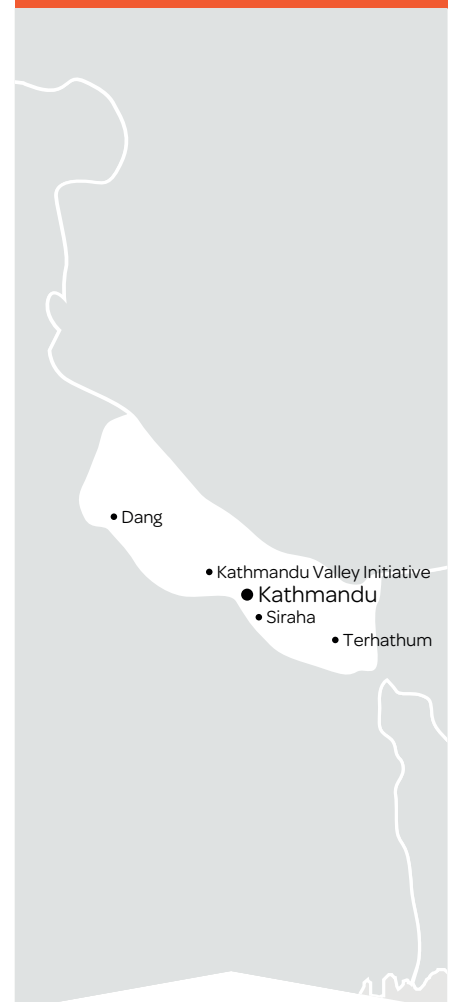 Dang
Kathmandu Valley Initiative
Kathmandu
Siraha
Terhathum